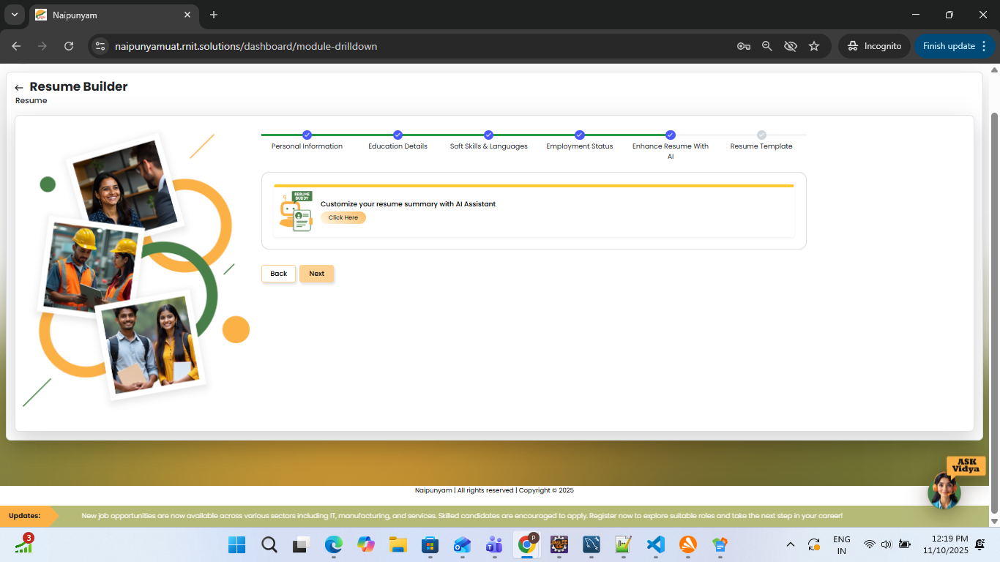 Naipunyam
naipunyamuat.rnit.solutions/dashboard/module-drilldown
Incognito
Finish update
Resume Builder
Resume
Personal Information
Education Details
Soft Skills & Languages
Employment Status
Enhance Resume With
AI
Resume Template
RESUME
BUDDY
Customize your resume summary with AI Assistant
Click Here
Back
Next
ASK
Vidya
Naipunyam | All rights reserved | Copyright © 2025
Updates:
New job opportunities are now available across various sectors including IT, manufacturing, and services. Skilled candidates are encouraged to apply. Register now to explore suitable roles and take the next step in your career!
3
p
Java EE
IDE
ENG
IN
12:19 PM
11/10/2025